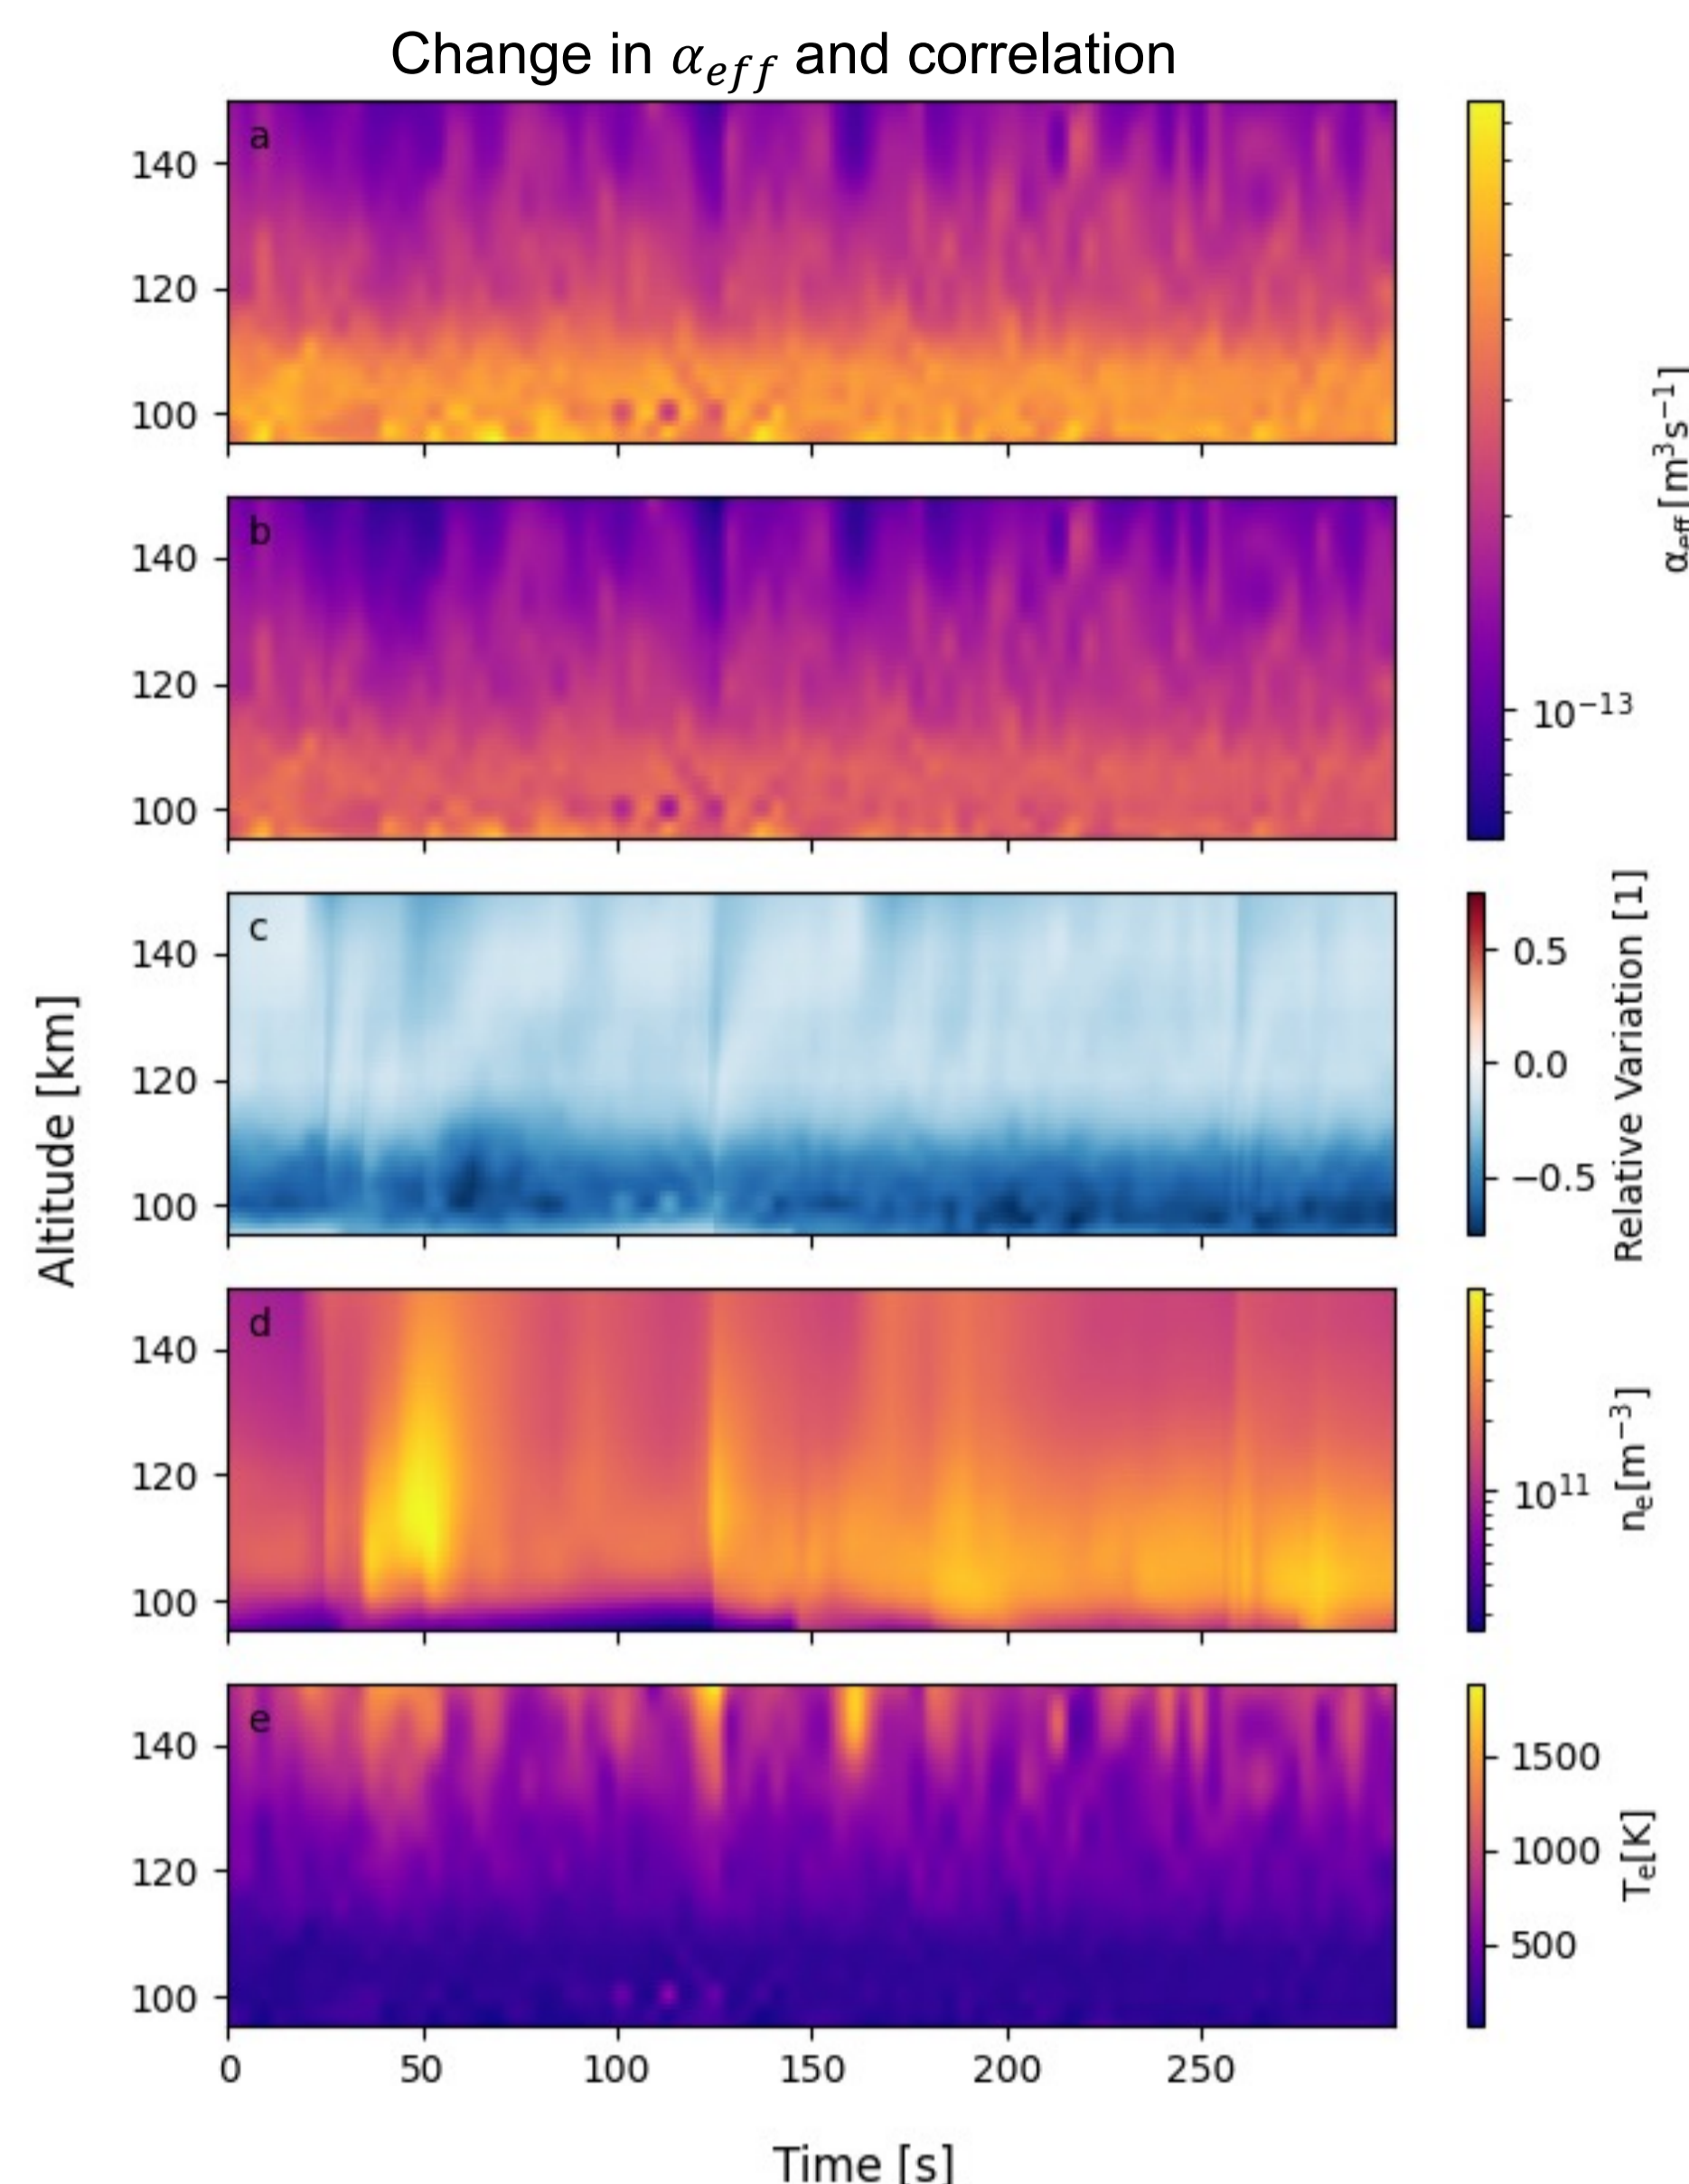 Change in αeff and correlation
a
140
120
100
αeff [m³s⁻¹]
10⁻¹³
b
140
120
100
c
140
120
100
0.5
0.0
−0.5
Relative Variation [1]
Altitude [km]
d
140
120
100
10¹¹
nₑ[m⁻³]
e
140
120
100
1500
1000
500
Tₑ[K]
0 50 100 150 200 250
Time [s]